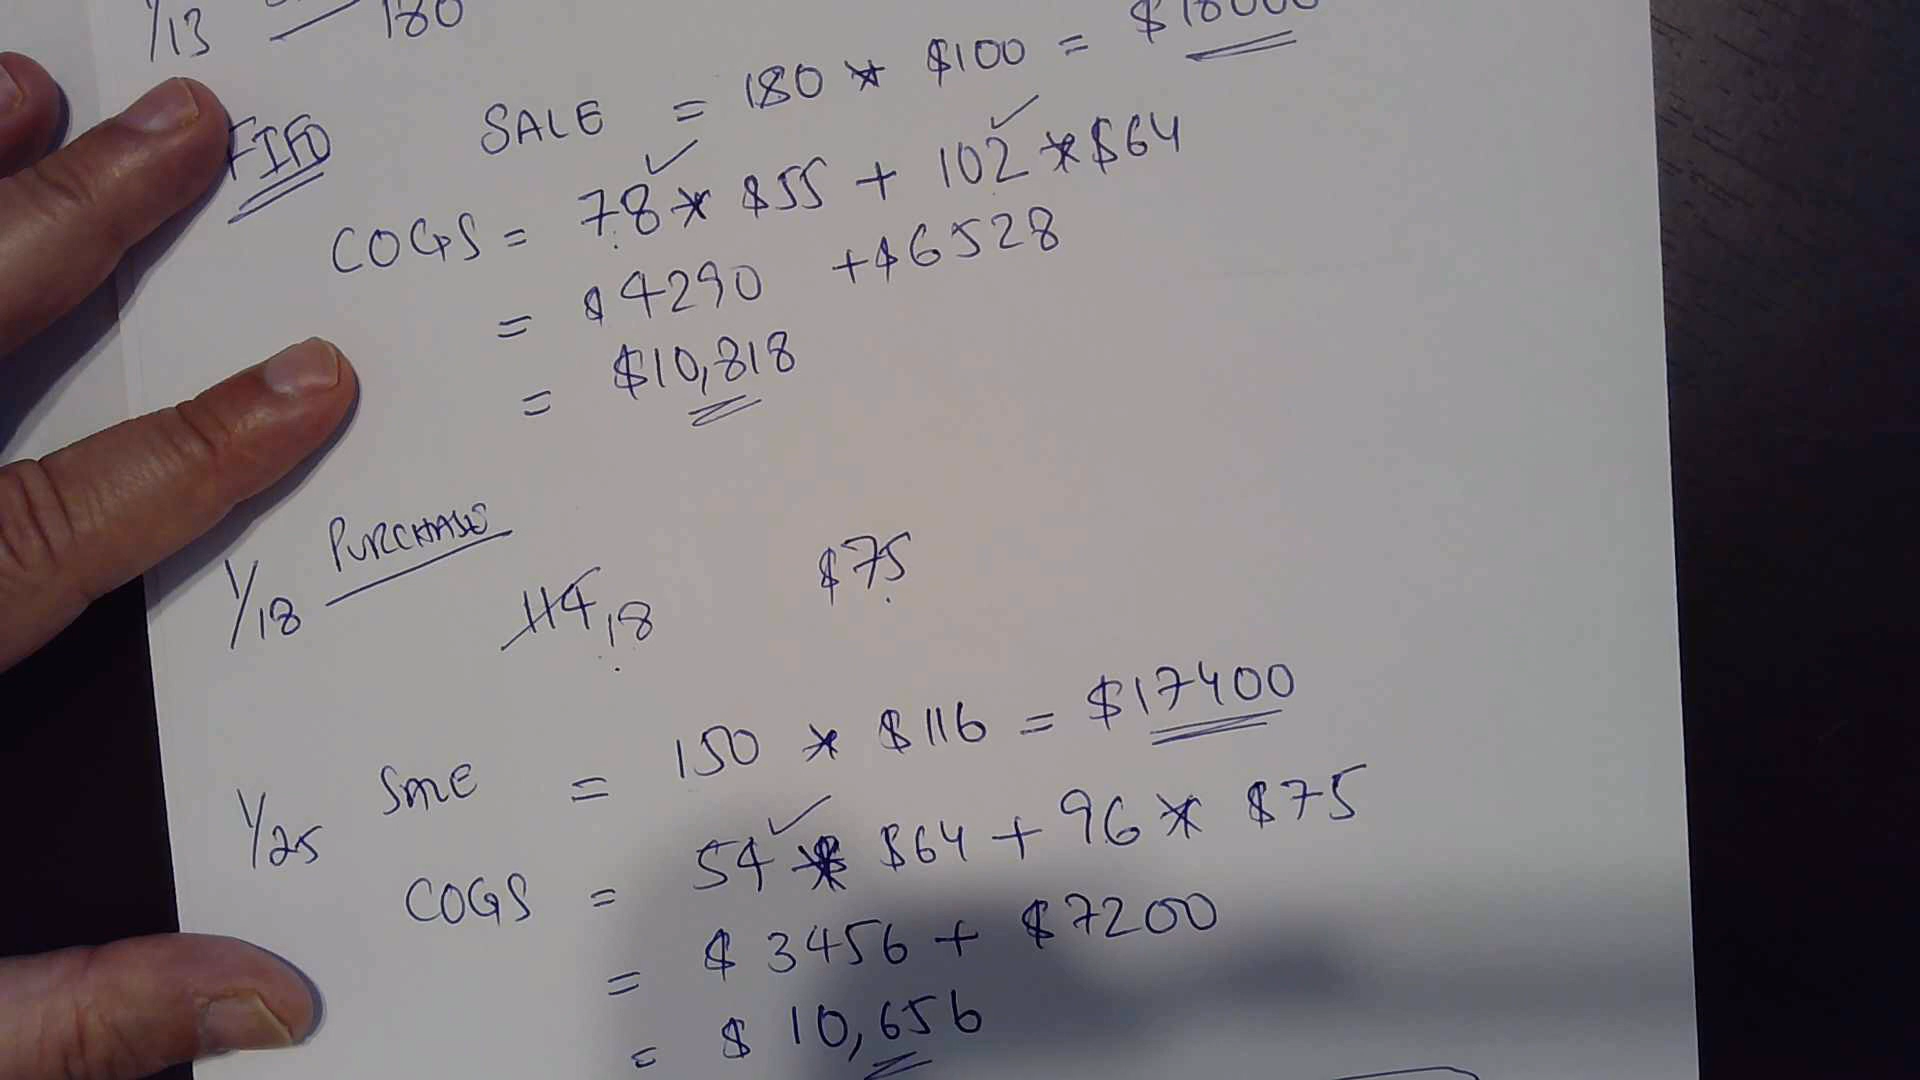 1/13 180
SALE = 180 * $100 = $18000
FIFO
COGS = 78 * $55 + 102 * $64
= $4290 + $6528
= $10,818
1/18 PURCHASE 114, 18 $75
1/25 SALE = 150 * $116 = $17400
COGS = 54 * $64 + 96 * $75
= $3456 + $7200
= $10,656